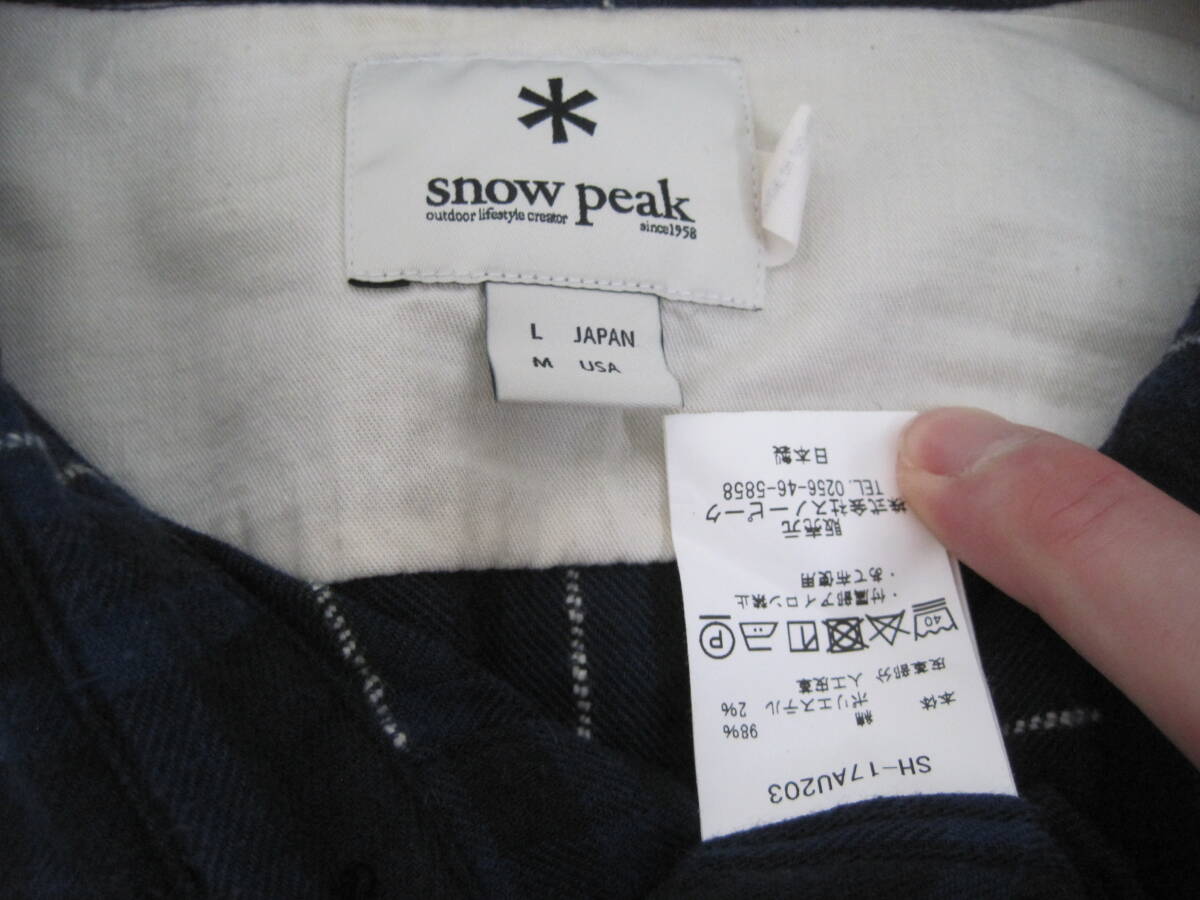 snow peak
outdoor lifestyle creator
since1958
L JAPAN
M USA
SH-17AU203
本体 綿 98%
ポリエステル 2%
皮革部分 人工皮革
40
P
・付属部アイロン禁止
・あて布使用
販売元
株式会社スノーピーク
TEL. 0256-46-5858
日本製